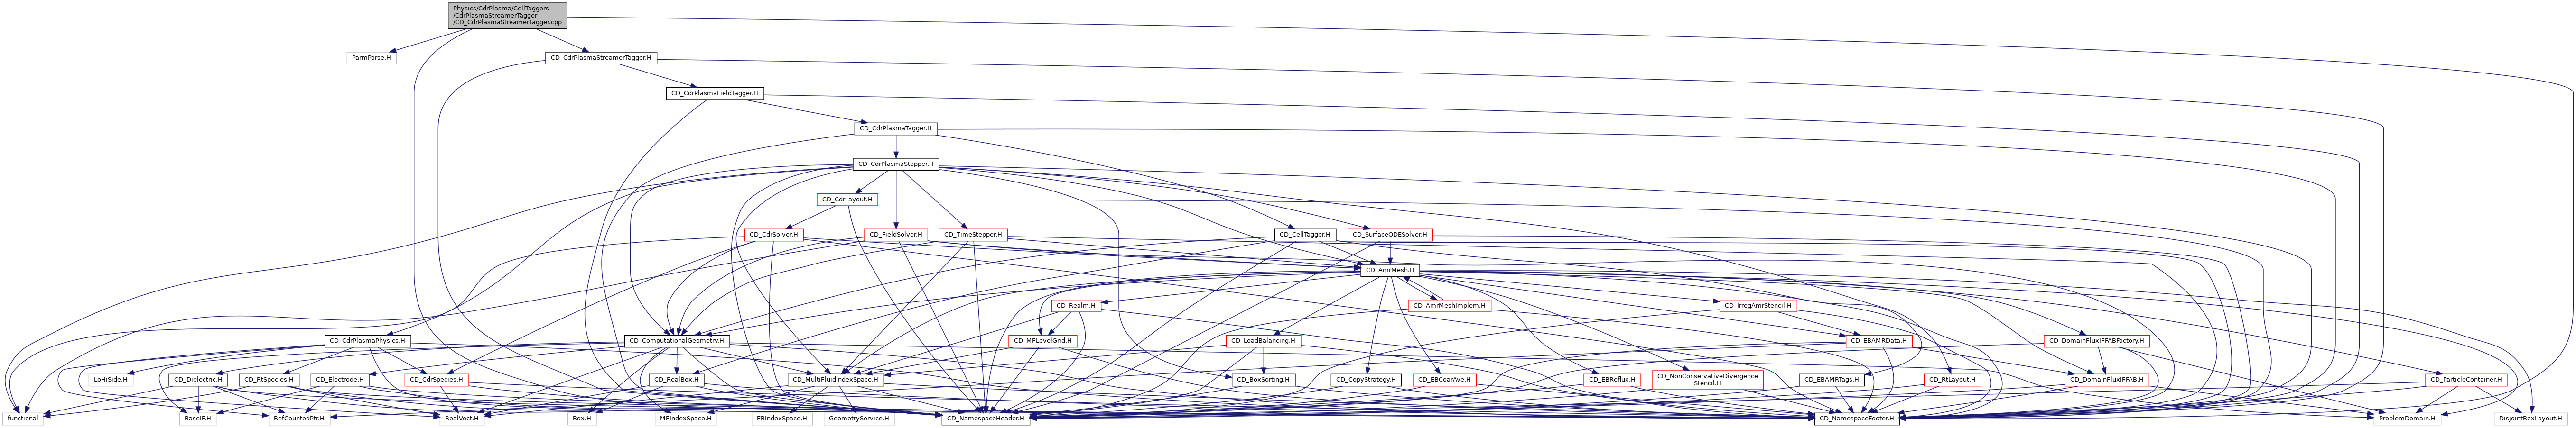 Physics/CdrPlasma/CellTaggers
/CdrPlasmaStreamerTagger
/CD_CdrPlasmaStreamerTagger.cpp
ParmParse.H
CD_CdrPlasmaStreamerTagger.H
CD_CdrPlasmaFieldTagger.H
CD_CdrPlasmaTagger.H
CD_CdrPlasmaStepper.H
CD_CdrLayout.H
CD_CdrSolver.H
CD_FieldSolver.H
CD_TimeStepper.H
CD_CellTagger.H
CD_SurfaceODESolver.H
CD_AmrMesh.H
CD_Realm.H
CD_AmrMeshImplem.H
CD_IrregAmrStencil.H
CD_CdrPlasmaPhysics.H
CD_ComputationalGeometry.H
CD_MFLevelGrid.H
CD_LoadBalancing.H
CD_EBAMRData.H
CD_DomainFluxIFFABFactory.H
LoHiSide.H
CD_Dielectric.H
CD_RtSpecies.H
CD_Electrode.H
CD_CdrSpecies.H
CD_RealBox.H
CD_MultiFluidIndexSpace.H
CD_BoxSorting.H
CD_CopyStrategy.H
CD_EBCoarAve.H
CD_EBReflux.H
CD_NonConservativeDivergence
Stencil.H
CD_EBAMRTags.H
CD_RtLayout.H
CD_DomainFluxIFFAB.H
CD_ParticleContainer.H
functional
BaseIF.H
RefCountedPtr.H
RealVect.H
Box.H
MFIndexSpace.H
EBIndexSpace.H
GeometryService.H
CD_NamespaceHeader.H
CD_NamespaceFooter.H
ProblemDomain.H
DisjointBoxLayout.H